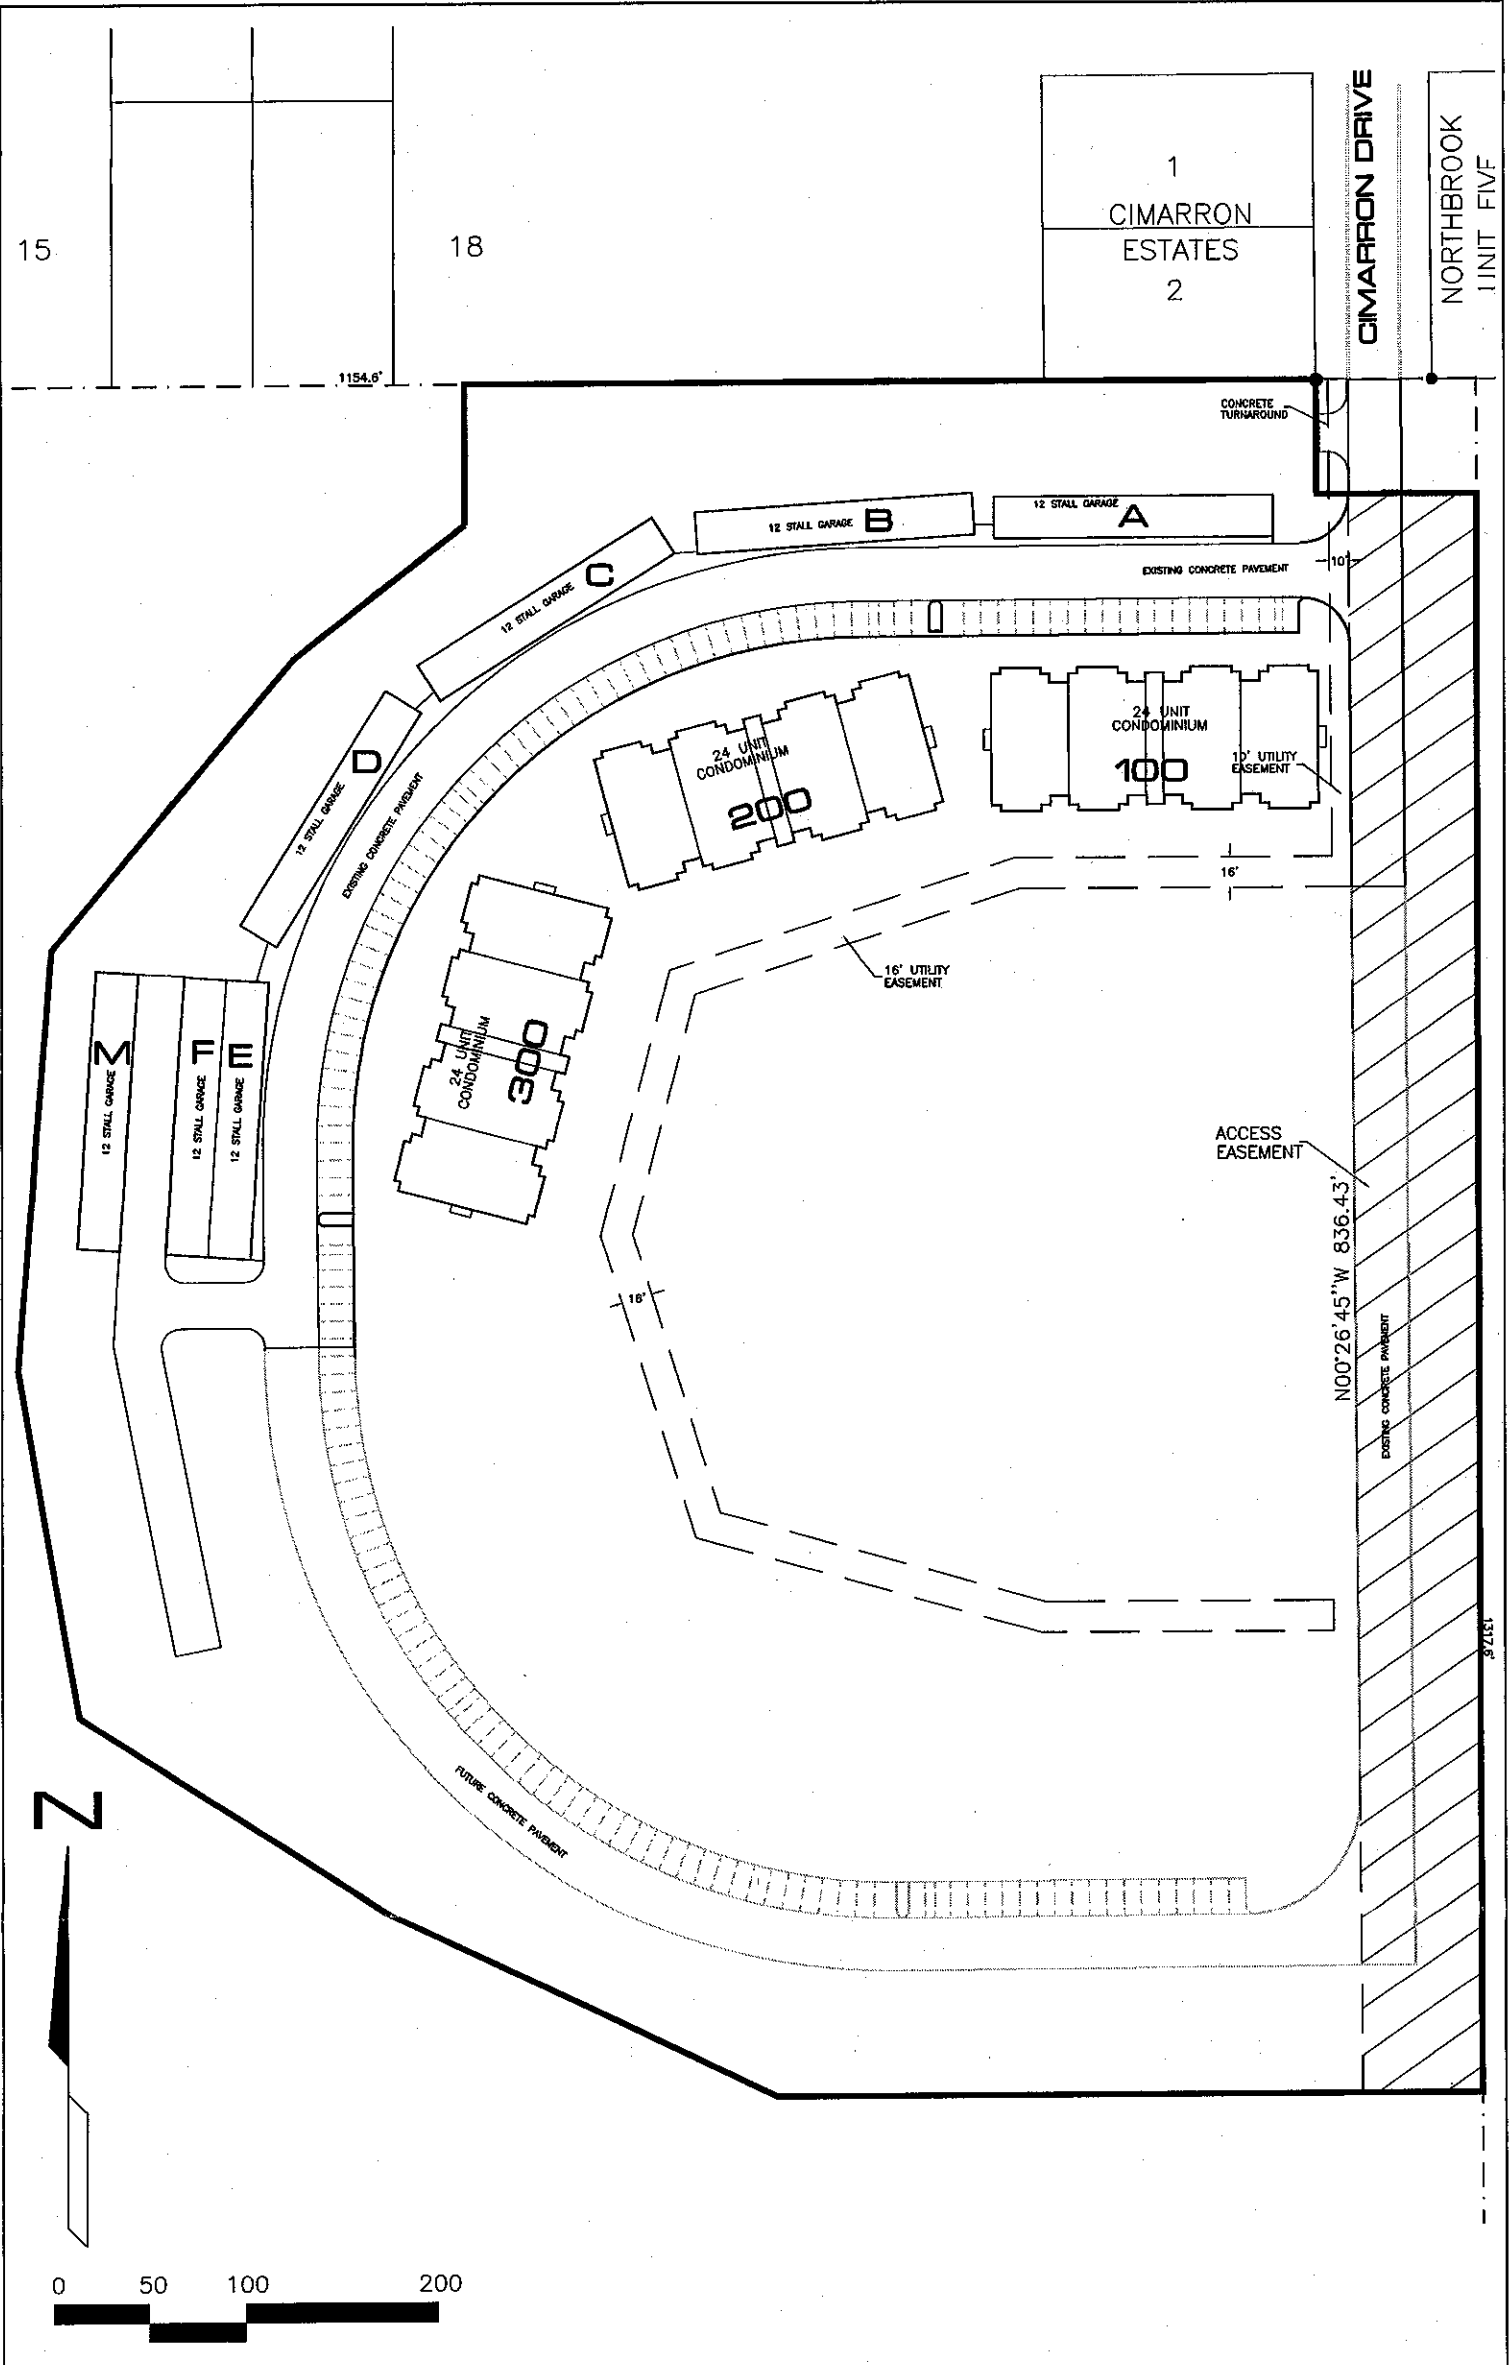 15
18
1
CIMARRON
ESTATES
2
CIMARRON DRIVE
NORTHBROOK
UNIT FIVE
1154.6'
CONCRETE
TURNAROUND
12 STALL GARAGE B
12 STALL GARAGE A
12 STALL GARAGE C
EXISTING CONCRETE PAVEMENT
10'
12 STALL GARAGE D
EXISTING CONCRETE PAVEMENT
24 UNIT
CONDOMINIUM
200
24 UNIT
CONDOMINIUM
100
10' UTILITY
EASEMENT
16'
16' UTILITY
EASEMENT
24 UNIT
CONDOMINIUM
300
12 STALL GARAGE M
12 STALL GARAGE F
12 STALL GARAGE E
ACCESS
EASEMENT
N00°26'45"W 836.43'
16'
EXISTING CONCRETE PAVEMENT
1317.6'
FUTURE CONCRETE PAVEMENT
N
0 50 100 200